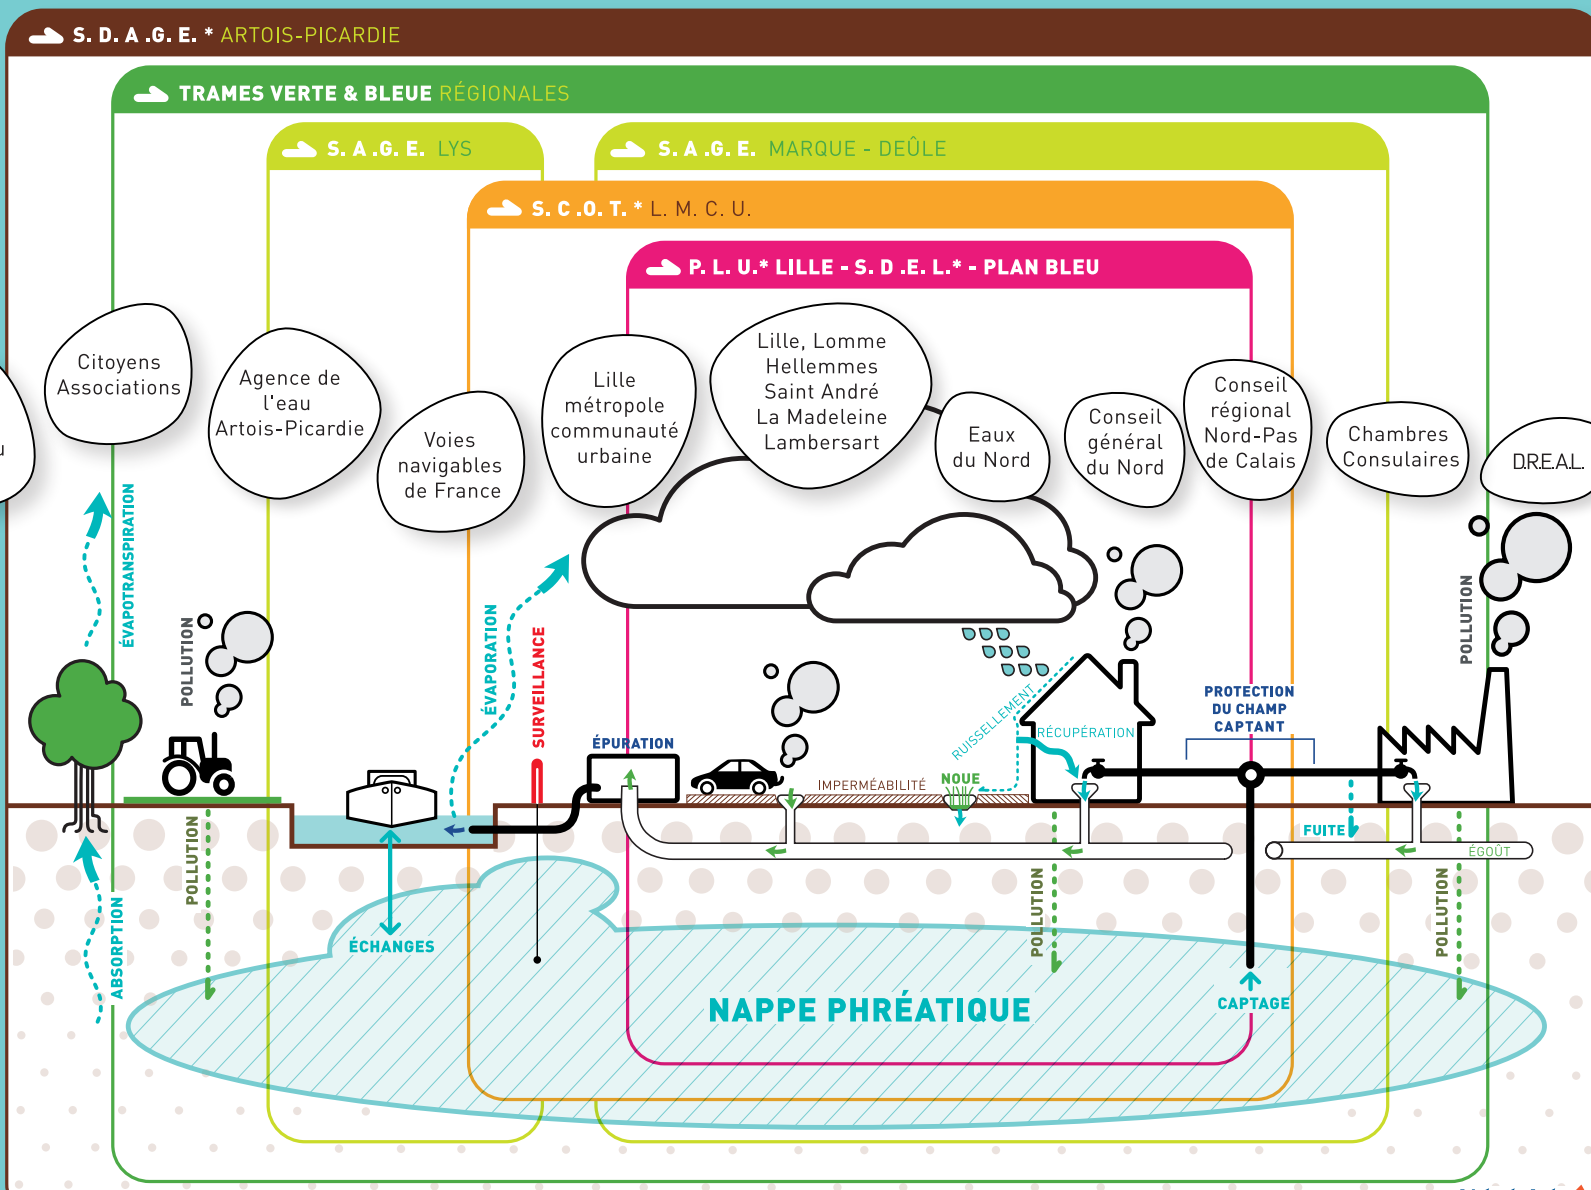 S. D. A .G. E. * ARTOIS-PICARDIE
TRAMES VERTE & BLEUE RÉGIONALES
S. A .G. E. LYS
S. A .G. E. MARQUE - DEÛLE
S. C .O. T. * L. M. C. U.
P. L. U.* LILLE - S. D .E. L.* - PLAN BLEU
Citoyens
Associations
Agence de
l'eau
Artois-Picardie
Voies
navigables
de France
Lille
métropole
communauté
urbaine
Lille, Lomme
Hellemmes
Saint André
La Madeleine
Lambersart
Eaux
du Nord
Conseil
général
du Nord
Conseil
régional
Nord-Pas
de Calais
Chambres
Consulaires
D.R.E.A.L.
ÉVAPOTRANSPIRATION
POLLUTION
ÉVAPORATION
SURVEILLANCE
ÉPURATION
IMPERMÉABILITÉ
NOUE
RUISSELLEMENT
RÉCUPÉRATION
PROTECTION
DU CHAMP
CAPTANT
POLLUTION
FUITE
ÉGOÛT
POLLUTION
ABSORPTION
ÉCHANGES
POLLUTION
POLLUTION
CAPTAGE
NAPPE PHRÉATIQUE